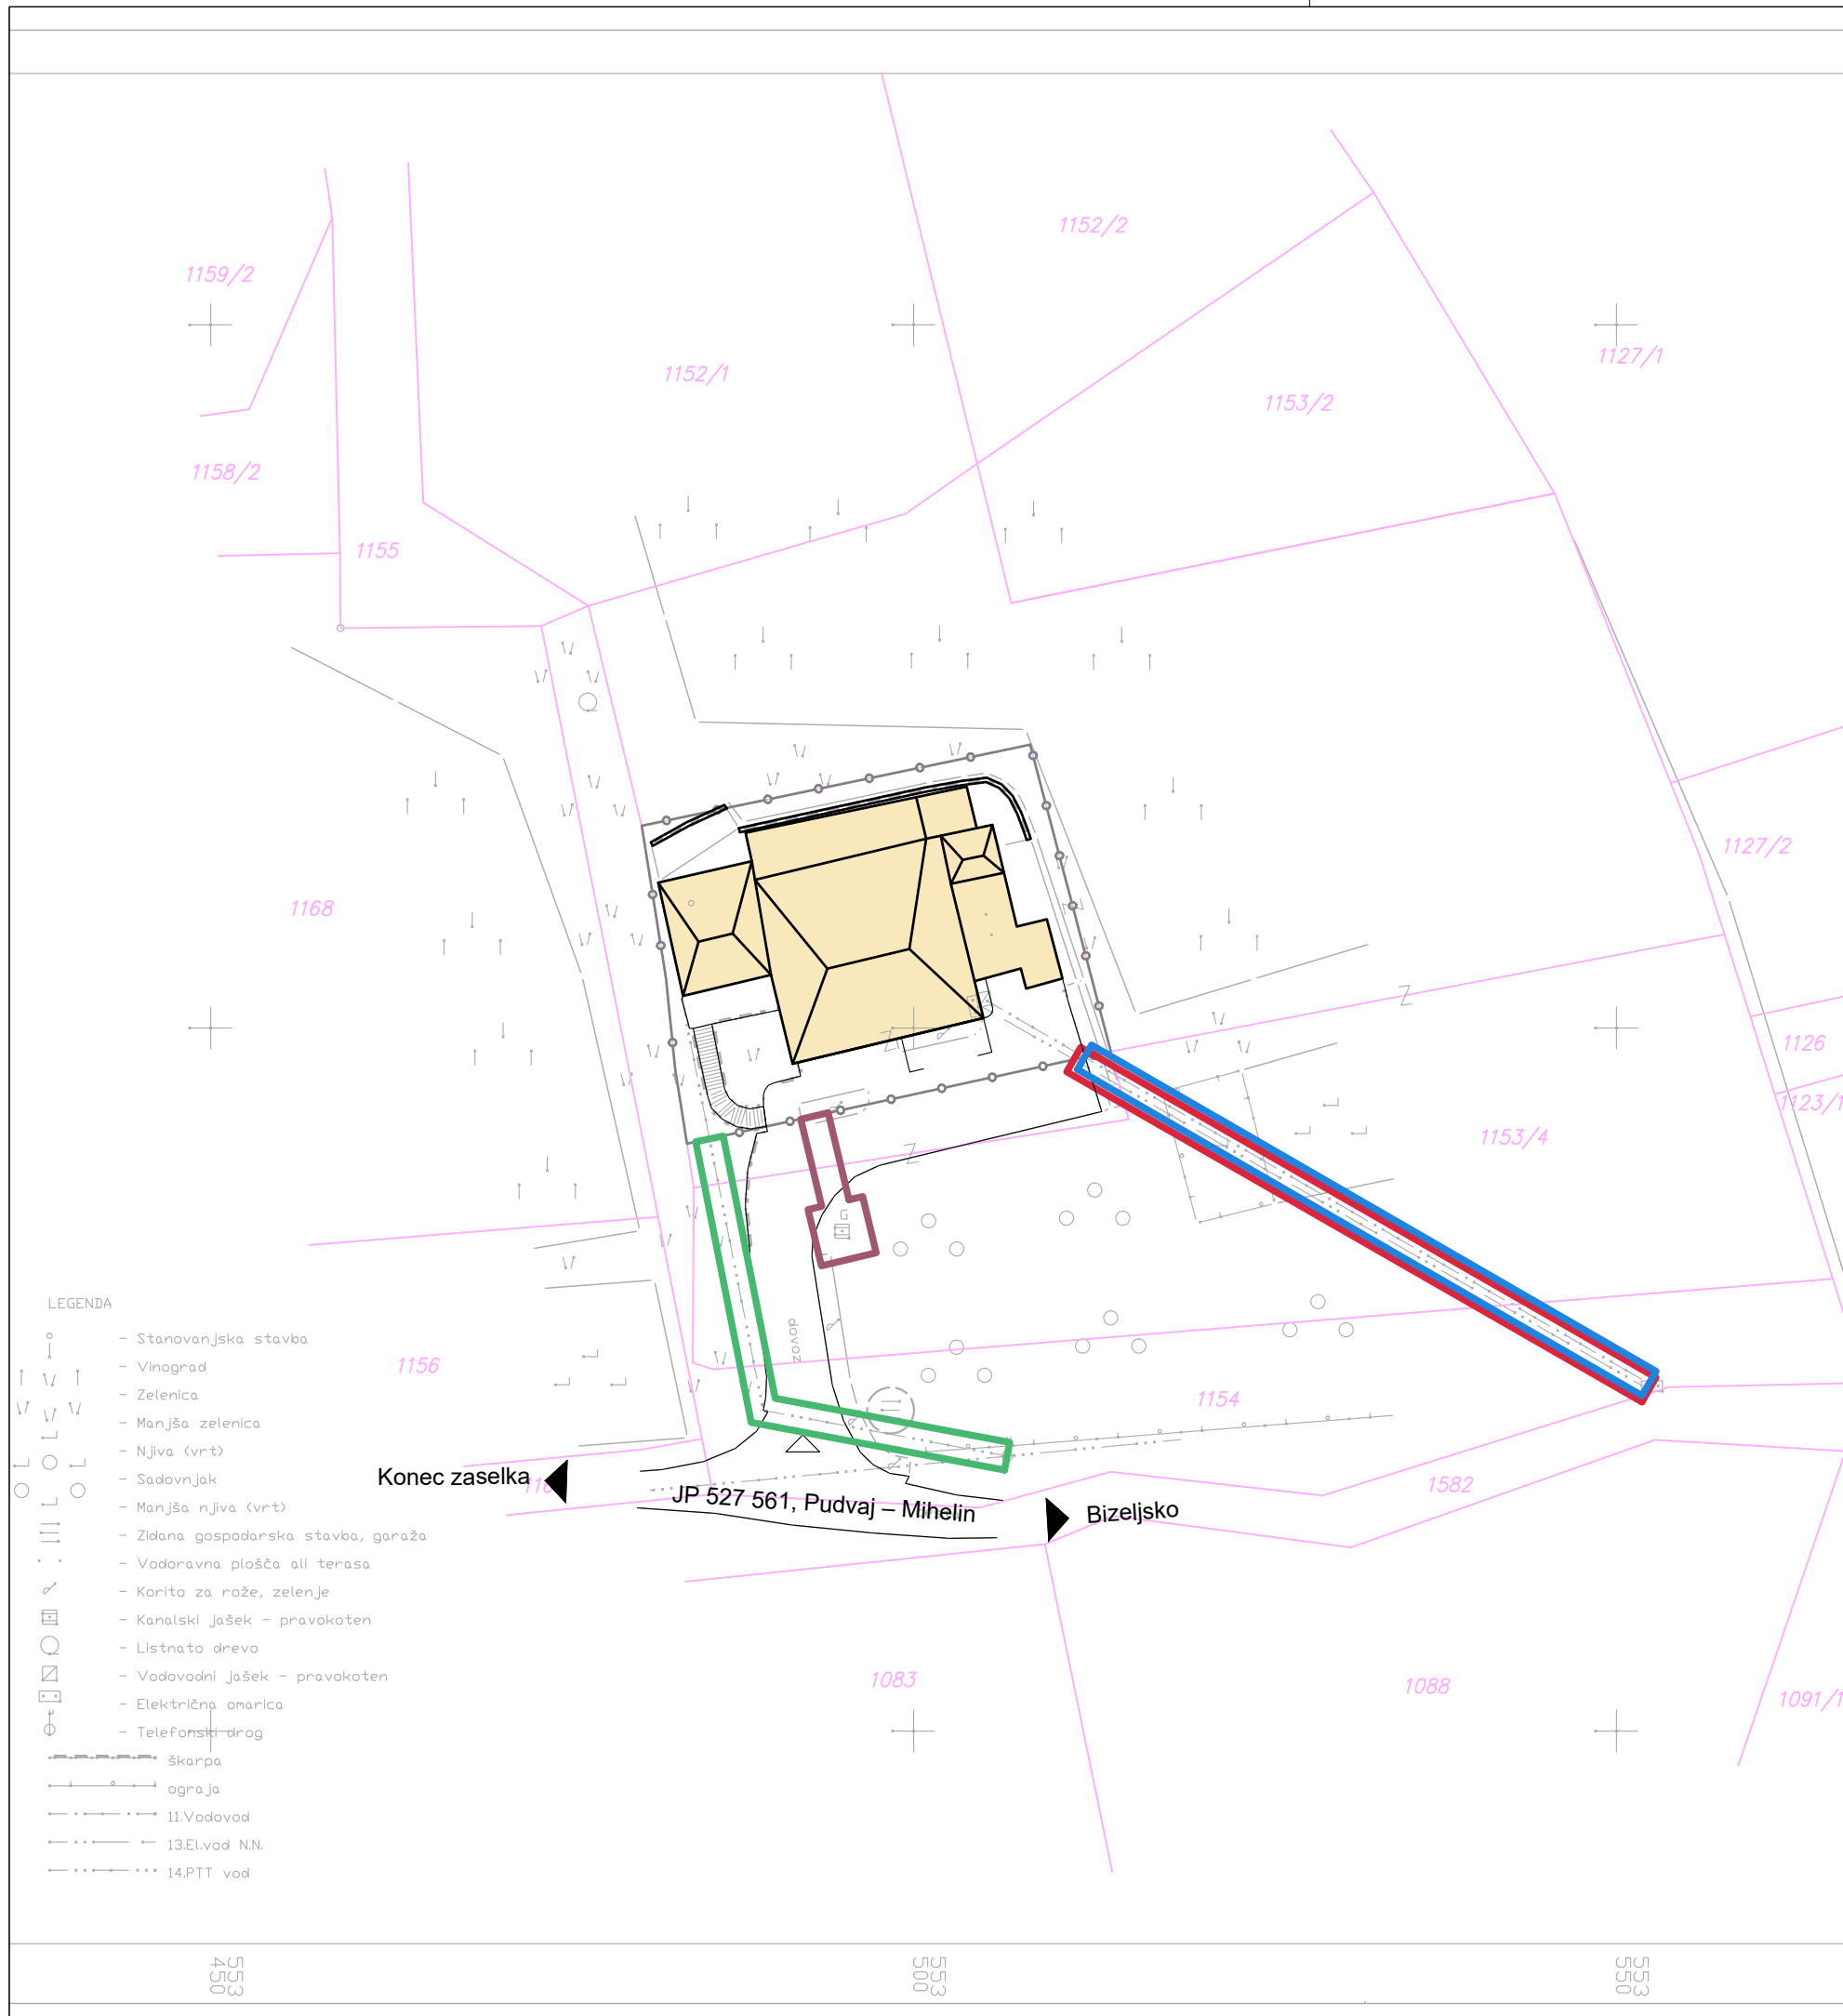 1152/2
1159/2
1127/1
1152/1
1153/2
1158/2
1155
1127/2
1168
Z
Z
Z
Z
1126
1123/1
1153/4
Z
G
LEGENDA
- Stanovanjska stavba
dovoz
- Vinograd
1156
- Zelenica
1154
- Manjša zelenica
- Njiva (vrt)
Konec zaselka
- Sadovnjak
1582
JP 527 561, Pudvaj – Mihelin
Bizeljsko
- Manjša njiva (vrt)
- Zidana gospodarska stavba, garaža
- Vodoravna plošča ali terasa
- Korito za rože, zelenje
- Kanalski jašek - pravokoten
- Listnato drevo
- Vodovodni jašek - pravokoten
1083
1088
1091/1
- Električna omarica
- Telefonski drog
škarpa
ograja
11.Vodovod
13.El.vod N.N.
14.PTT vod
553
450
553
500
553
550